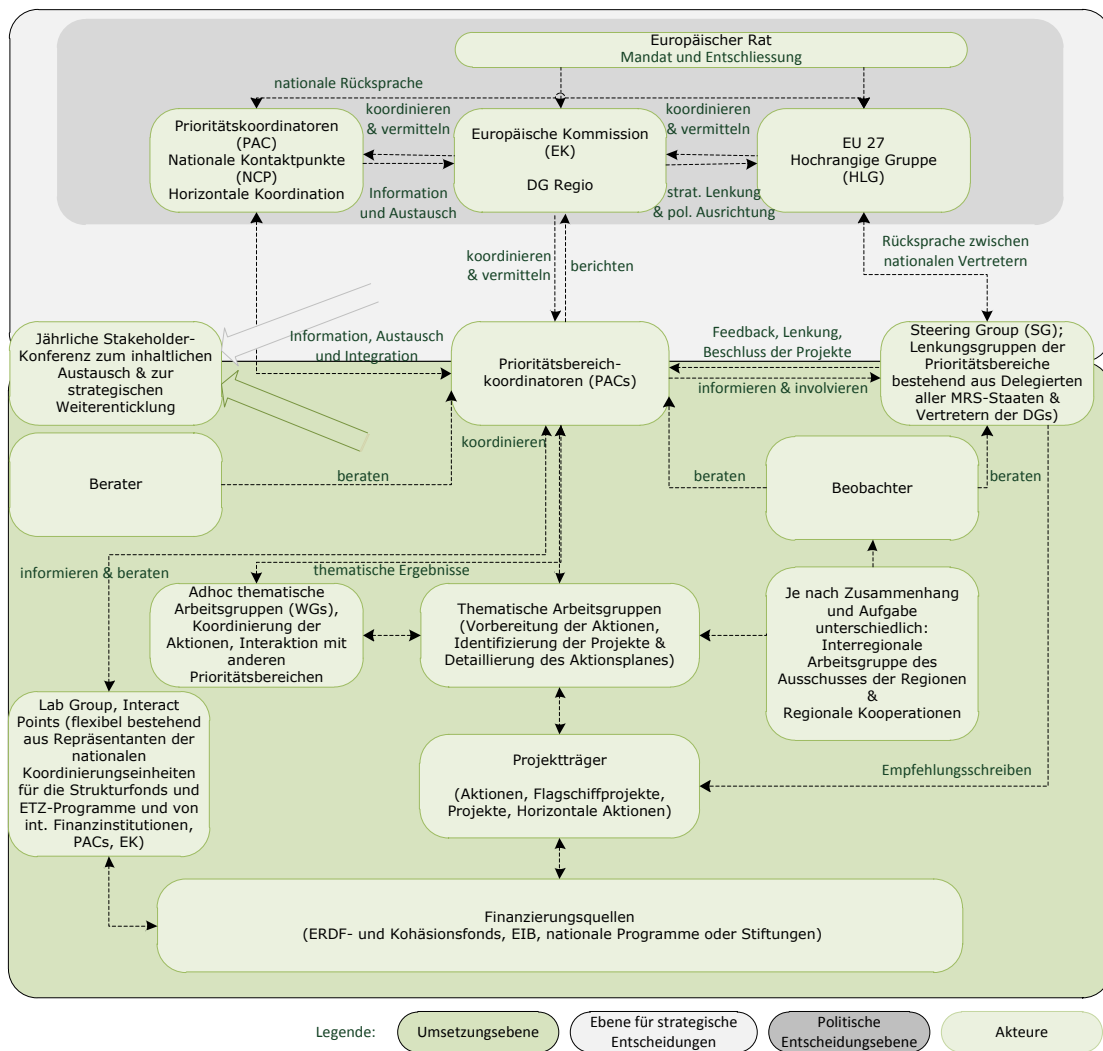 Europäischer Rat
Mandat und Entschliessung
nationale Rücksprache
koordinieren
& vermitteln
koordinieren
& vermitteln
Prioritätskoordinatoren
(PAC)
Nationale Kontaktpunkte
(NCP)
Horizontale Koordination
Europäische Kommission
(EK)
DG Regio
EU 27
Hochrangige Gruppe
(HLG)
Information
und Austausch
strat. Lenkung
& pol. Ausrichtung
koordinieren
& vermitteln
berichten
Rücksprache zwischen
nationalen Vertretern
Jährliche Stakeholder-
Konferenz zum inhaltlichen
Austausch & zur
strategischen
Weiterenticklung
Information, Austausch
und Integration
Prioritätsbereich-
koordinatoren (PACs)
Feedback, Lenkung,
Beschluss der Projekte
informieren & involvieren
Steering Group (SG);
Lenkungsgruppen der
Prioritätsbereiche
bestehend aus Delegierten
aller MRS-Staaten &
Vertretern der DGs)
koordinieren
Berater
beraten
beraten
Beobachter
beraten
informieren & beraten
thematische Ergebnisse
Adhoc thematische
Arbeitsgruppen (WGs),
Koordinierung der
Aktionen, Interaktion mit
anderen
Prioritätsbereichen
Thematische Arbeitsgruppen
(Vorbereitung der Aktionen,
Identifizierung der Projekte &
Detaillierung des Aktionsplanes)
Je nach Zusammenhang
und Aufgabe
unterschiedlich:
Interregionale
Arbeitsgruppe des
Ausschusses der Regionen
&
Regionale Kooperationen
Lab Group, Interact
Points (flexibel bestehend
aus Repräsentanten der
nationalen
Koordinierungseinheiten
für die Strukturfonds und
ETZ-Programme und von
int. Finanzinstitutionen,
PACs, EK)
Projektträger
(Aktionen, Flagschiffprojekte,
Projekte, Horizontale Aktionen)
Empfehlungsschreiben
Finanzierungsquellen
(ERDF- und Kohäsionsfonds, EIB, nationale Programme oder Stiftungen)
Legende:
Umsetzungsebene
Ebene für strategische
Entscheidungen
Politische
Entscheidungsebene
Akteure